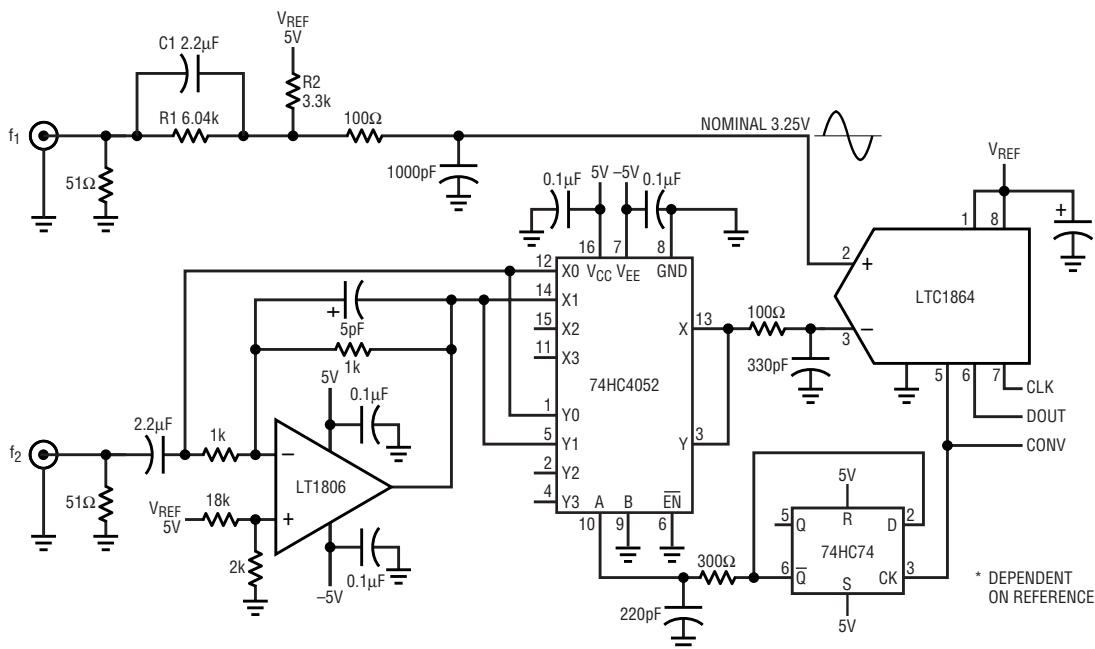 f1
51Ω
C1 2.2µF
R1 6.04k
VREF
5V
R2
3.3k
100Ω
1000pF
NOMINAL 3.25V
VREF
1
8
+
2
+
LTC1864
3
−
5
6
7
CLK
DOUT
CONV
0.1µF
5V
−5V
0.1µF
16
7
8
VCC
VEE
GND
12
X0
14
X1
15
X2
11
X3
1
Y0
5
Y1
2
Y2
4
Y3
X
13
Y
3
74HC4052
A
B
EN
10
9
6
100Ω
330pF
+
5pF
1k
5V
0.1µF
f2
2.2µF
51Ω
1k
−
LT1806
+
VREF
5V
18k
2k
−5V
0.1µF
300Ω
220pF
5V
5
Q
R
D
2
74HC74
6
Q
S
CK
3
5V
* DEPENDENT
ON REFERENCE